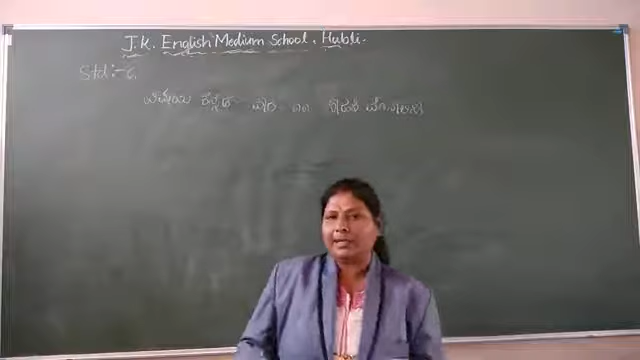 J.K. English Medium School, Hubli.
Std:- 6.
ವಿಷಯ ಕನ್ನಡ ಪಾಠ ೧೧